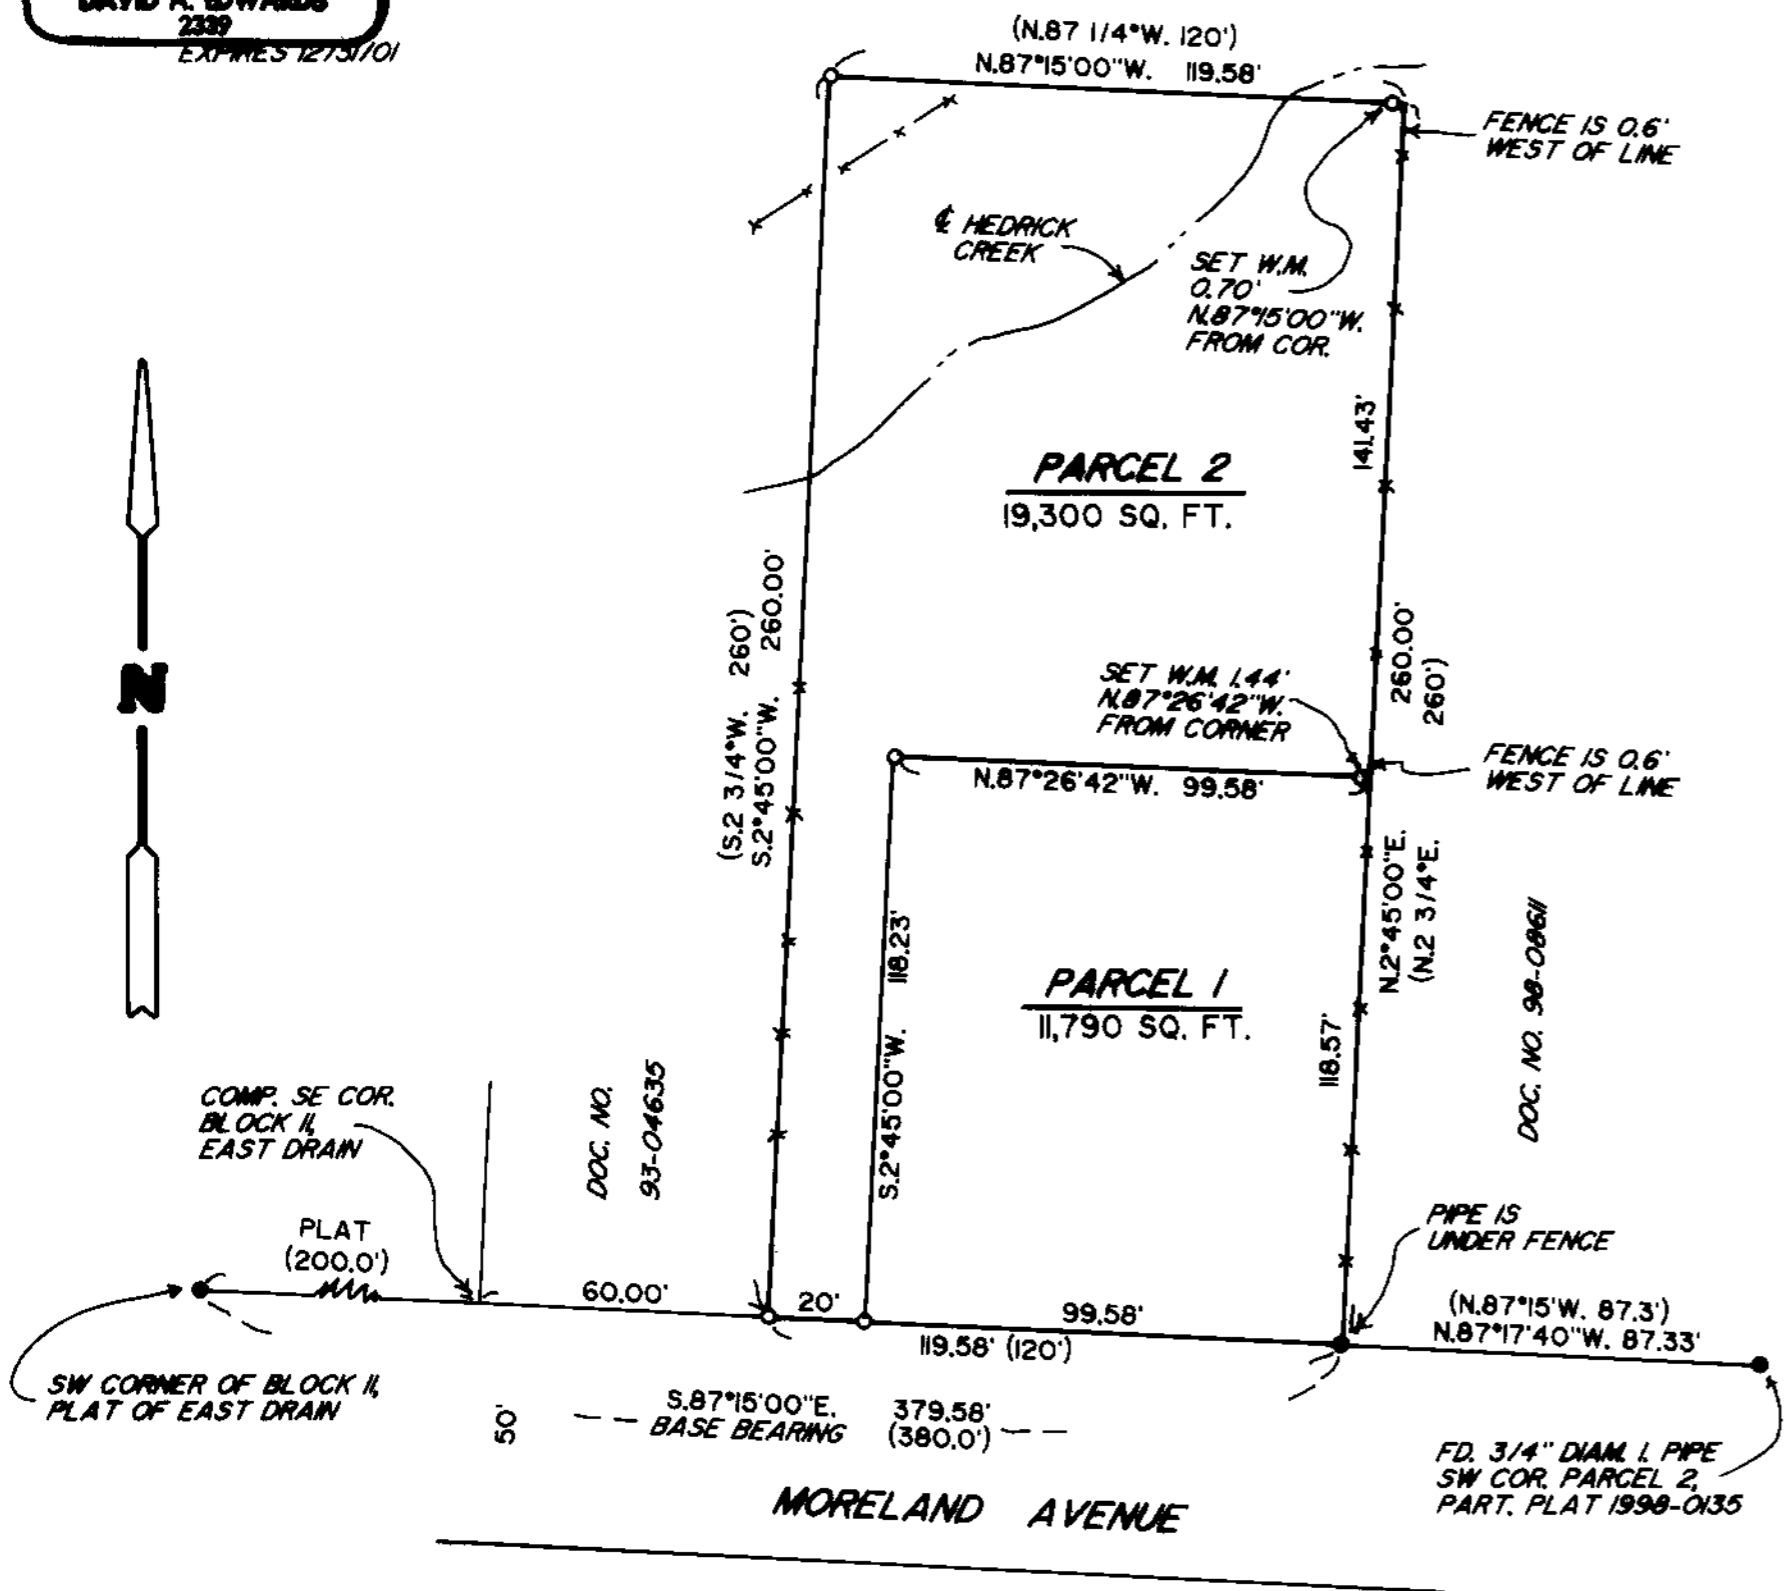 DAVID A. EDWARDS
2339
EXPIRES 12/31/01
(N.87 1/4°W. 120')
N.87°15'00"W. 119.58'
FENCE IS 0.6'
WEST OF LINE
℄ HEDRICK
CREEK
SET W.M.
0.70'
N.87°15'00"W.
FROM COR.
141.43'
PARCEL 2
19,300 SQ. FT.
(S.2 3/4°W. 260')
S.2°45'00"W. 260.00'
N
SET W.M. 1.44'
N.87°26'42"W.
FROM CORNER
N.87°26'42"W. 99.58'
FENCE IS 0.6'
WEST OF LINE
N.2°45'00"E. 260.00'
(N.2 3/4°E. 260')
S.2°45'00"W. 118.23'
PARCEL 1
11,790 SQ. FT.
118.57'
DOC. NO. 98-08611
COMP. SE COR.
BLOCK 11,
EAST DRAIN
DOC. NO.
93-04635
PLAT
(200.0')
60.00'
20'
99.58'
119.58' (120')
PIPE IS
UNDER FENCE
(N.87°15'W. 87.3')
N.87°17'40"W. 87.33'
SW CORNER OF BLOCK 11,
PLAT OF EAST DRAIN
50'
S.87°15'00"E. 379.58'
BASE BEARING (380.0')
FD. 3/4" DIAM. I. PIPE
SW COR. PARCEL 2,
PART. PLAT 1998-0135
MORELAND AVENUE